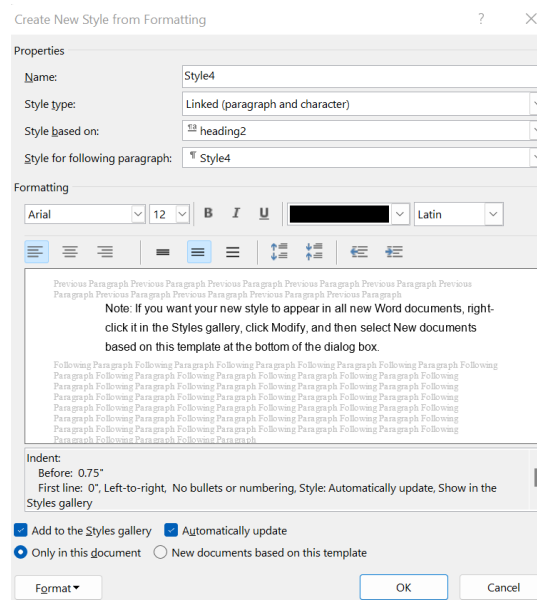 Create New Style from Formatting ?
Properties
Name: Style4
Style type: Linked (paragraph and character)
Style based on: ¶a heading2
Style for following paragraph: ¶ Style4
Formatting
Arial 12 B I U Latin
Previous Paragraph Previous Paragraph Previous Paragraph Previous Paragraph Previous Paragraph Previous
Paragraph Previous Paragraph Previous Paragraph Previous Paragraph Previous Paragraph
Note: If you want your new style to appear in all new Word documents, right-
click it in the Styles gallery, click Modify, and then select New documents
based on this template at the bottom of the dialog box.
Following Paragraph Following Paragraph Following Paragraph Following Paragraph Following Paragraph Following
Paragraph Following Paragraph Following Paragraph Following Paragraph Following Paragraph Following
Paragraph Following Paragraph Following Paragraph Following Paragraph Following Paragraph Following
Paragraph Following Paragraph Following Paragraph Following Paragraph Following Paragraph Following
Paragraph Following Paragraph Following Paragraph Following Paragraph Following Paragraph Following
Paragraph Following Paragraph Following Paragraph Following Paragraph Following Paragraph Following
Paragraph Following Paragraph Following Paragraph
Indent:
Before: 0.75"
First line: 0", Left-to-right, No bullets or numbering, Style: Automatically update, Show in the
Styles gallery
Add to the Styles gallery Automatically update
Only in this document New documents based on this template
Format OK Cancel